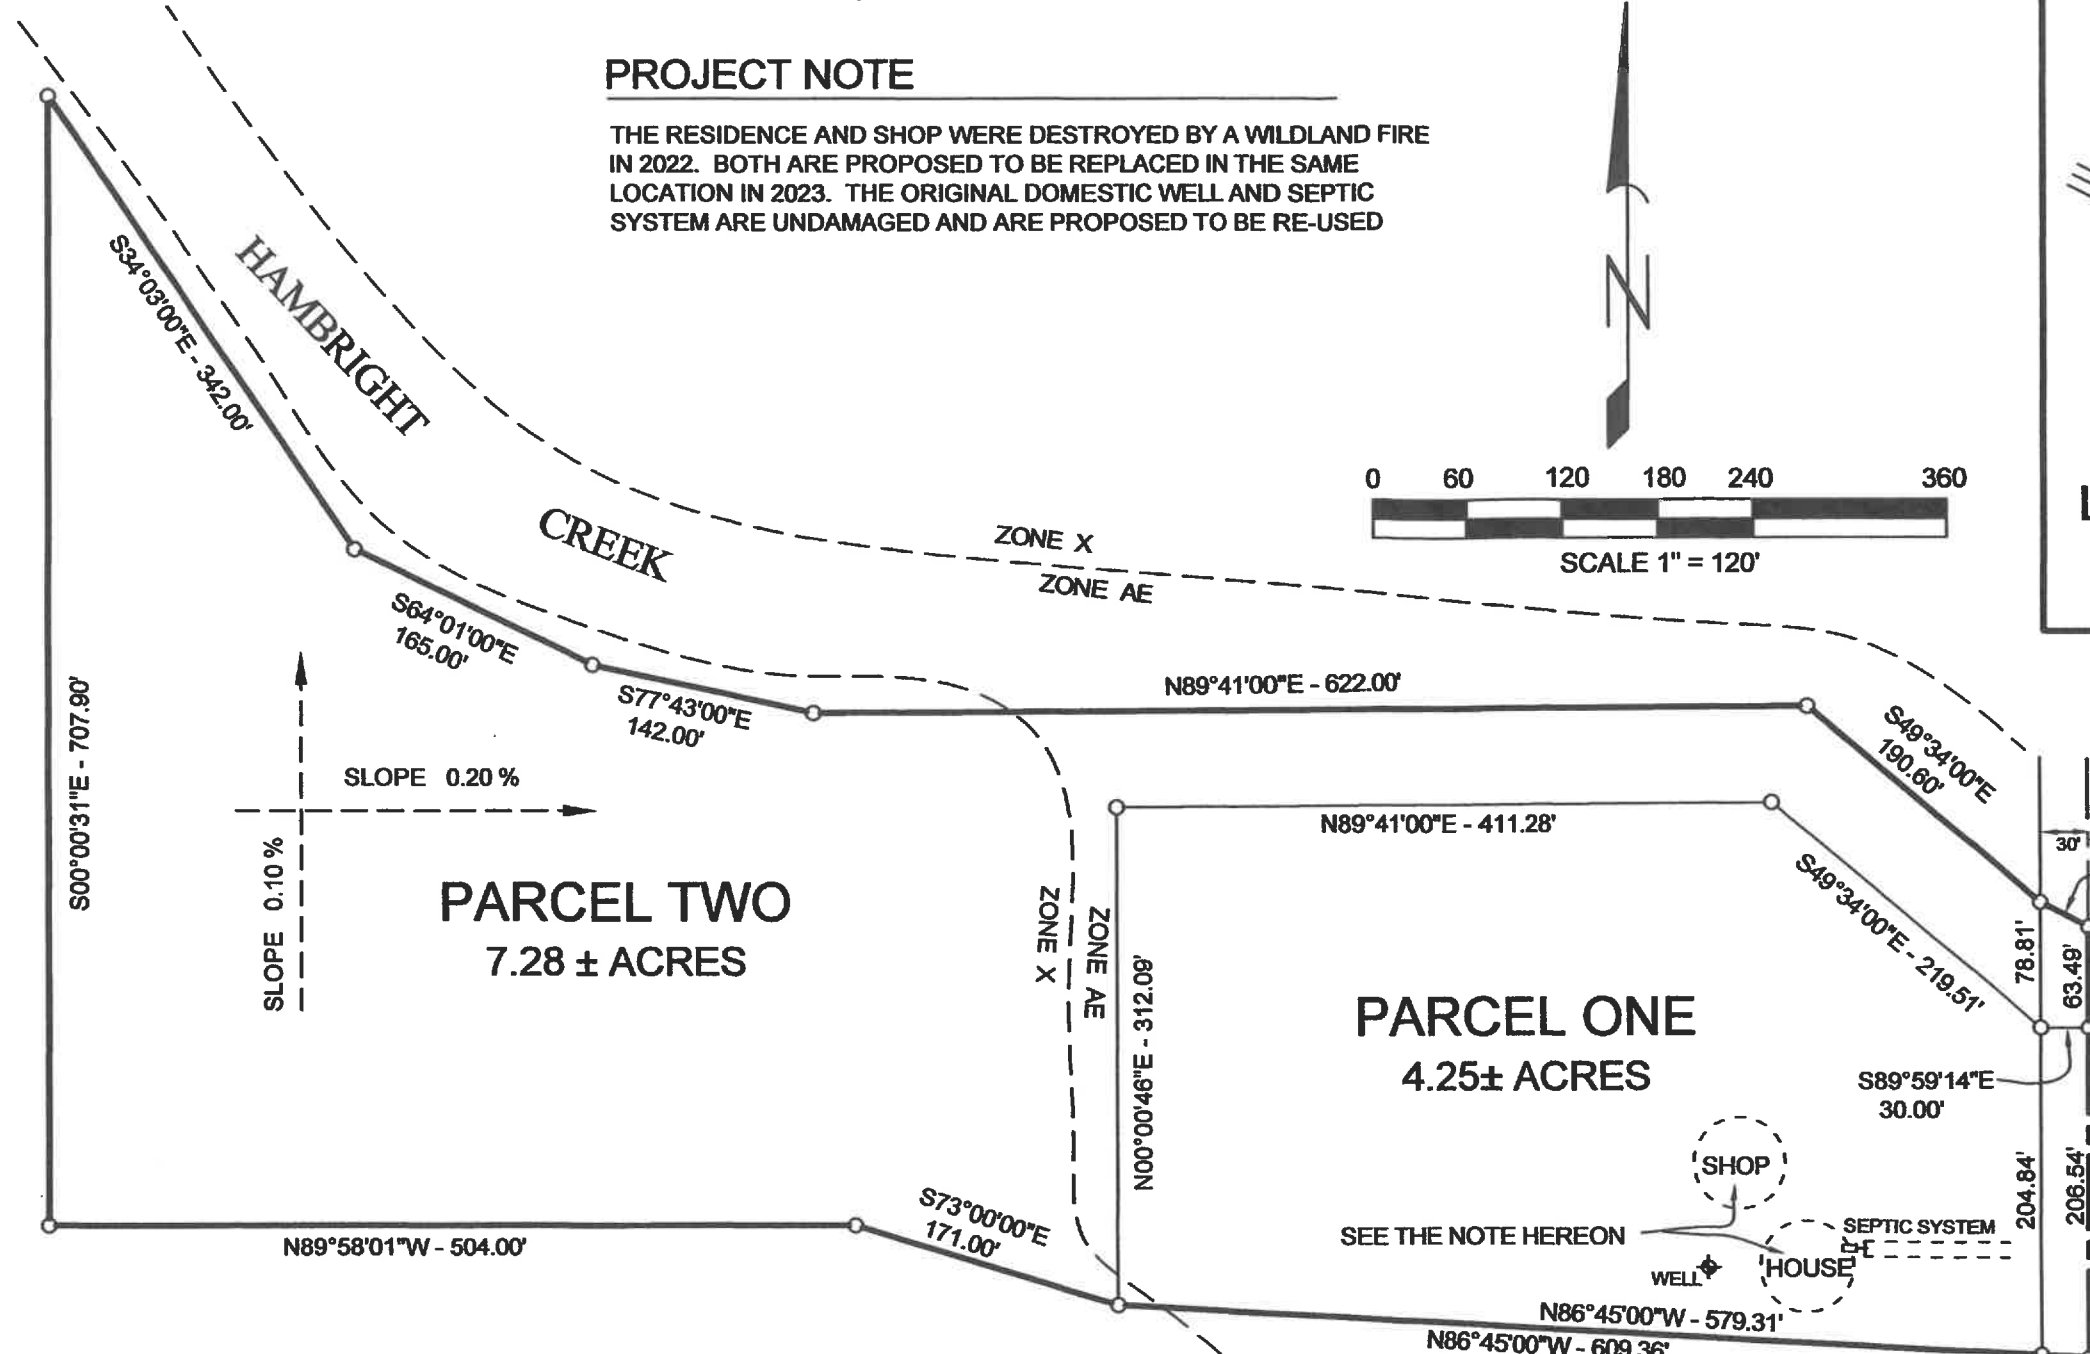 PROJECT NOTE
THE RESIDENCE AND SHOP WERE DESTROYED BY A WILDLAND FIRE
IN 2022. BOTH ARE PROPOSED TO BE REPLACED IN THE SAME
LOCATION IN 2023. THE ORIGINAL DOMESTIC WELL AND SEPTIC
SYSTEM ARE UNDAMAGED AND ARE PROPOSED TO BE RE-USED
N
0 60 120 180 240 360
SCALE 1" = 120'
HAMBRIGHT
CREEK
S34°03'00"E - 342.00'
S64°01'00"E
165.00'
S77°43'00"E
142.00'
ZONE X
ZONE AE
N89°41'00"E - 622.00'
S49°34'00"E
190.60'
S00°00'31"E - 707.90'
SLOPE 0.20 %
SLOPE 0.10 %
PARCEL TWO
7.28 ± ACRES
ZONE X
ZONE AE
N89°41'00"E - 411.28'
S49°34'00"E - 219.51'
30'
78.81'
63.49'
N00°00'46"E - 312.09'
PARCEL ONE
4.25± ACRES
S89°59'14"E
30.00'
SHOP
SEE THE NOTE HEREON
SEPTIC SYSTEM
WELL
HOUSE
204.84'
206.54'
N89°58'01"W - 504.00'
S73°00'00"E
171.00'
N86°45'00"W - 579.31'
N86°45'00"W - 609.36'